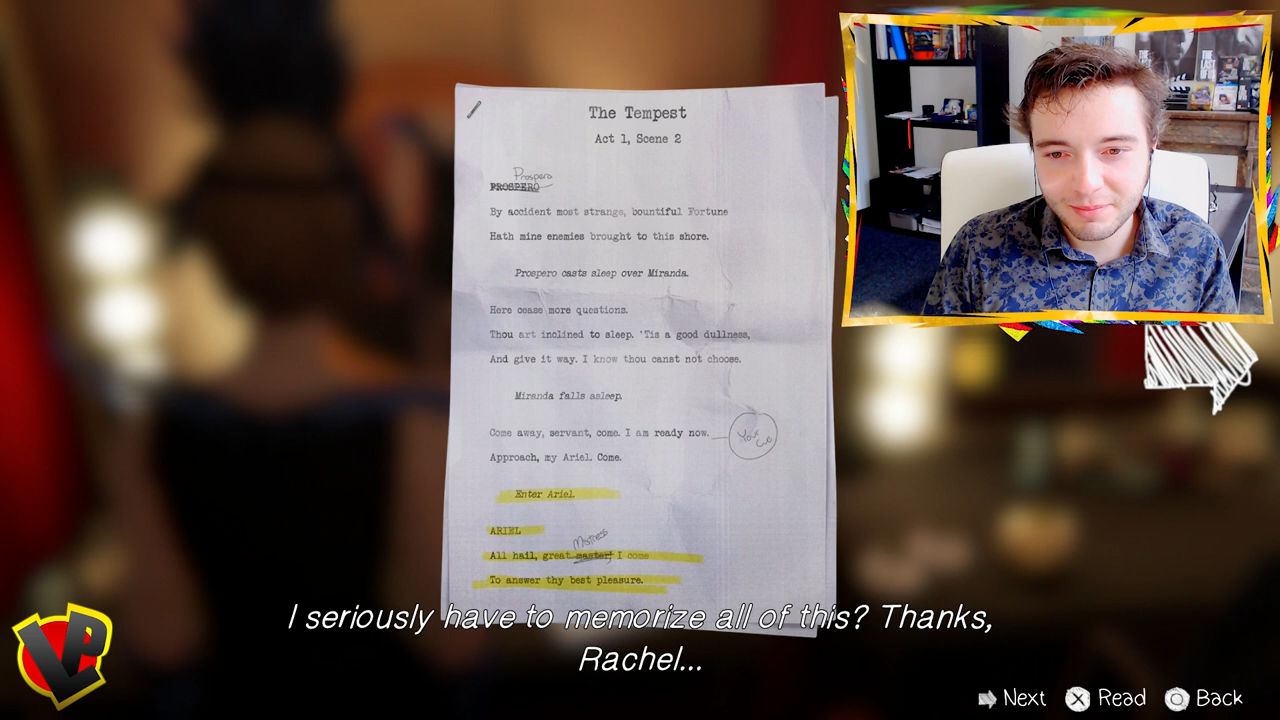 The Tempest
Act 1, Scene 2
Prospero
PROSPERO
By accident most strange, bountiful Fortune
Hath mine enemies brought to this shore.
Prospero casts sleep over Miranda.
Here cease more questions.
Thou art inclined to sleep. 'Tis a good dullness,
And give it way. I know thou canst not choose.
Miranda falls asleep.
Come away, servant, come. I am ready now.
You Go
Approach, my Ariel. Come.
Enter Ariel.
ARIEL
Mistress
All hail, great master! I come
To answer thy best pleasure.
I seriously have to memorize all of this? Thanks,
Rachel...
LP
Next Read Back